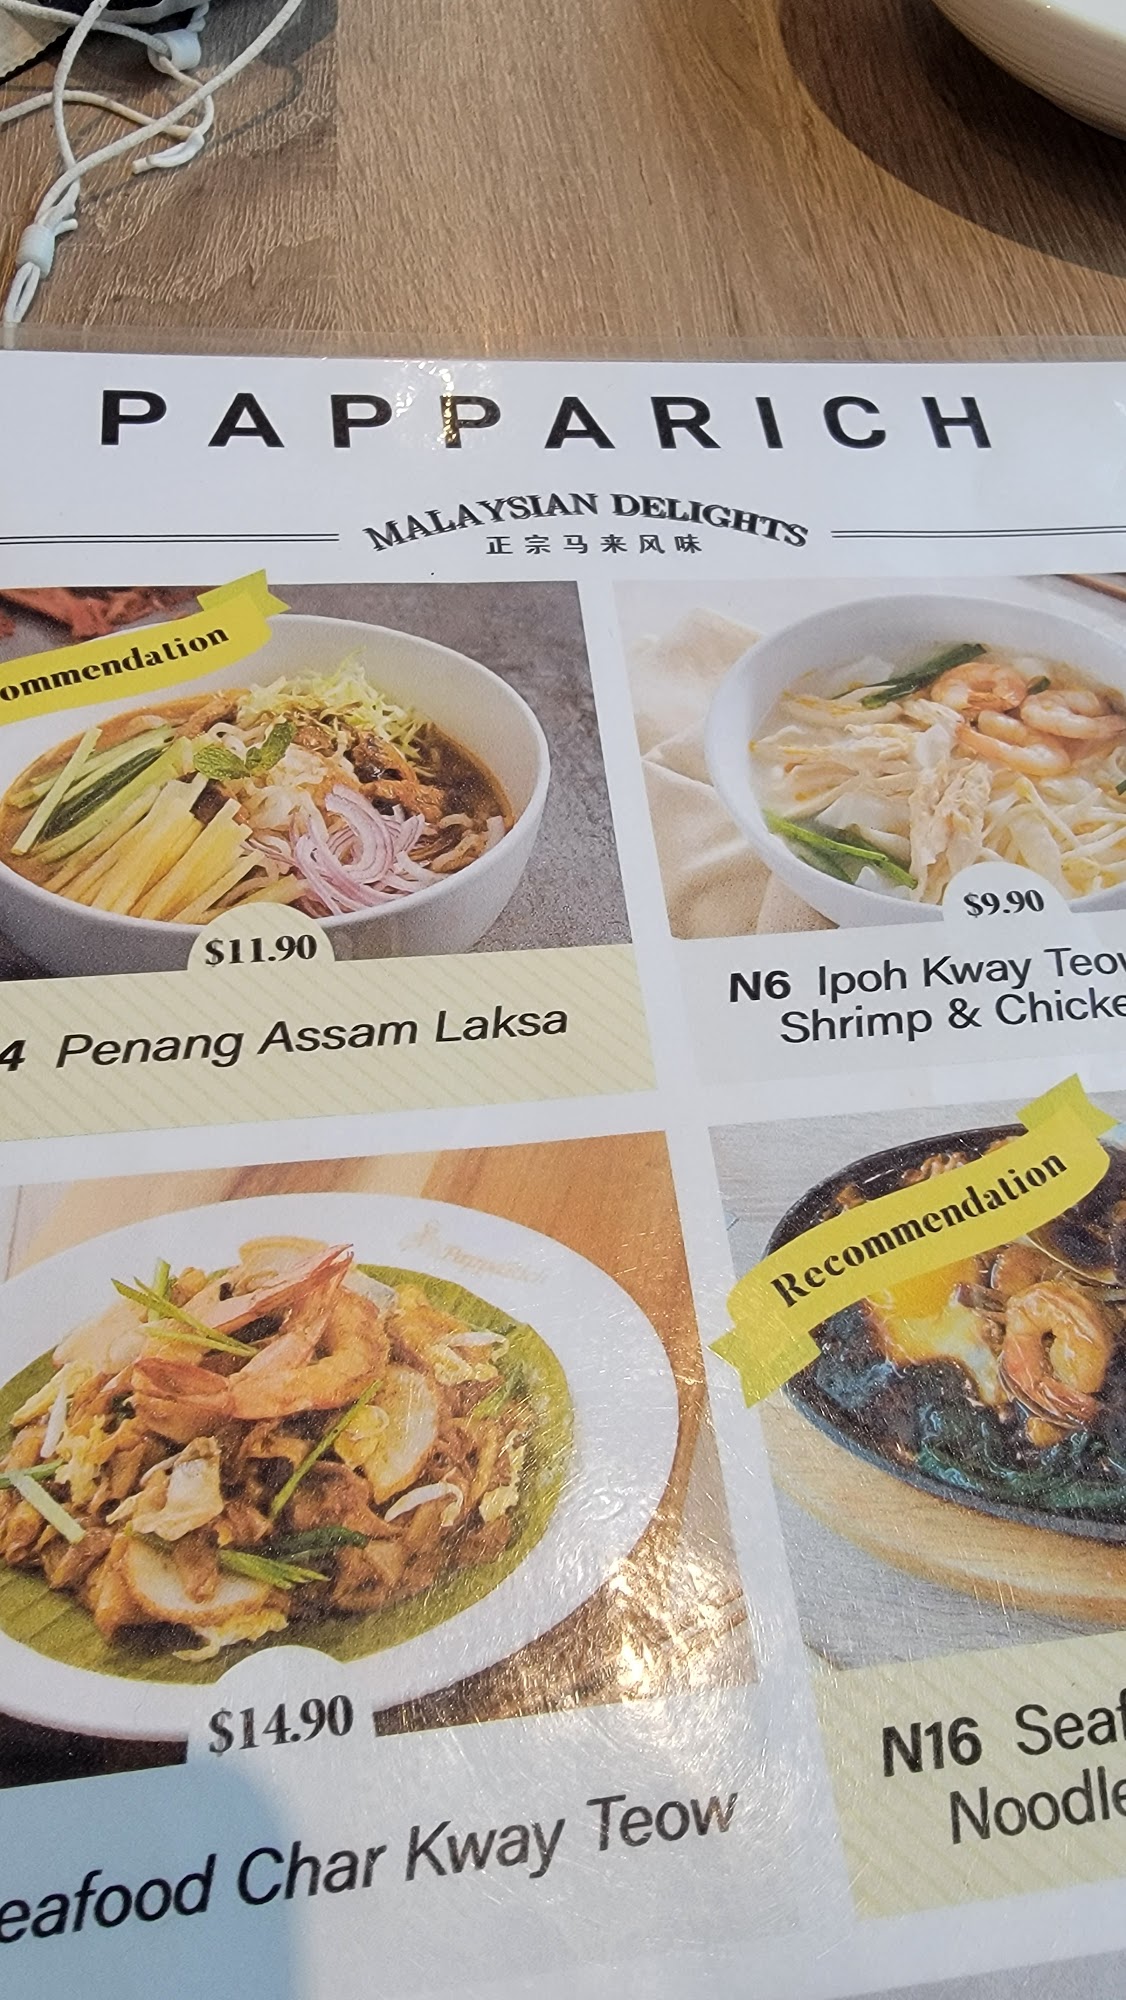 PAPPARICH
MALAYSIAN DELIGHTS
正宗马来风味
ommendation
$11.90
4 Penang Assam Laksa
$9.90
N6 Ipoh Kway Teow
Shrimp & Chicke
$14.90
eafood Char Kway Teow
Recommendation
N16 Seaf
Noodle